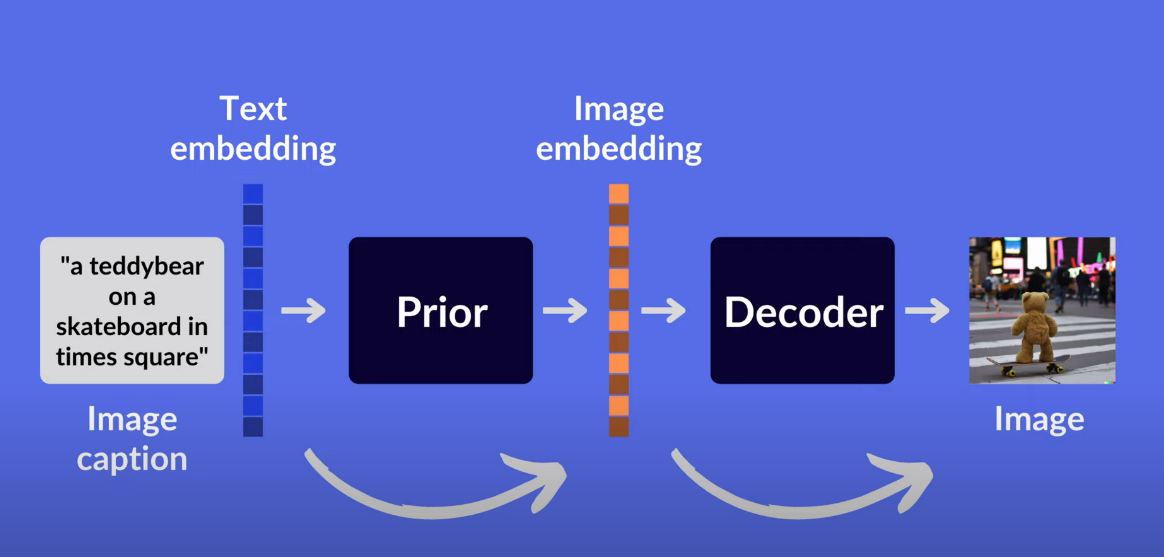 Text
embedding
Image
embedding
"a teddybear
on a
skateboard in
times square"
Prior
Decoder
Image
caption
Image